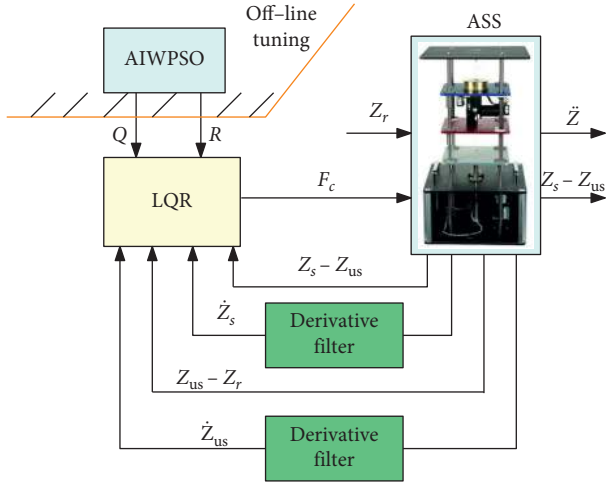 Off–line
tuning
ASS
AIWPSO
Q
R
Z_r
Z̈
LQR
F_c
Z_s – Z_us
Z_s – Z_us
Ż_s
Derivative
filter
Z_us – Z_r
Ż_us
Derivative
filter